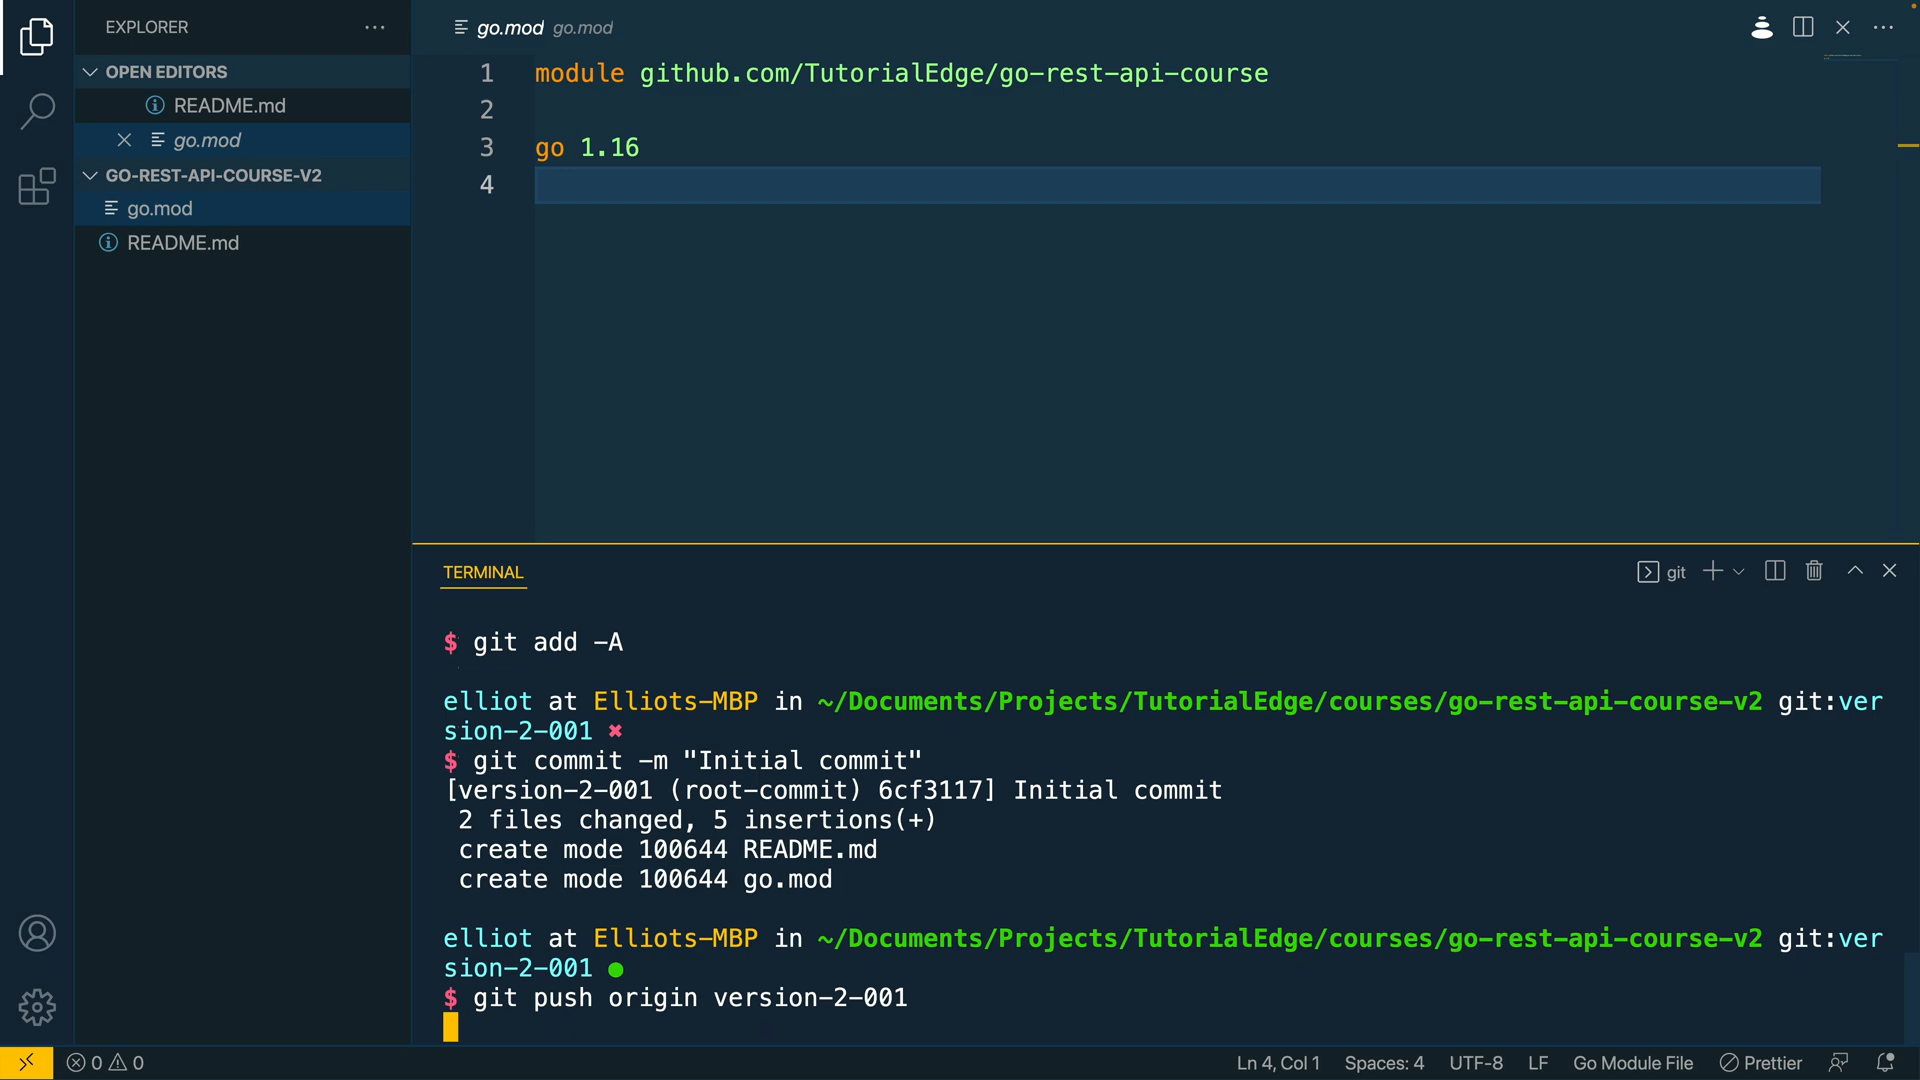 EXPLORER
OPEN EDITORS
README.md
go.mod
GO-REST-API-COURSE-V2
go.mod
README.md
go.mod go.mod
1 module github.com/TutorialEdge/go-rest-api-course
2
3 go 1.16
4
TERMINAL
git
$ git add -A
elliot at Elliots-MBP in ~/Documents/Projects/TutorialEdge/courses/go-rest-api-course-v2 git:ver
sion-2-001 ✖
$ git commit -m "Initial commit"
[version-2-001 (root-commit) 6cf3117] Initial commit
2 files changed, 5 insertions(+)
create mode 100644 README.md
create mode 100644 go.mod
elliot at Elliots-MBP in ~/Documents/Projects/TutorialEdge/courses/go-rest-api-course-v2 git:ver
sion-2-001 ●
$ git push origin version-2-001
0 0
Ln 4, Col 1 Spaces: 4 UTF-8 LF Go Module File Prettier